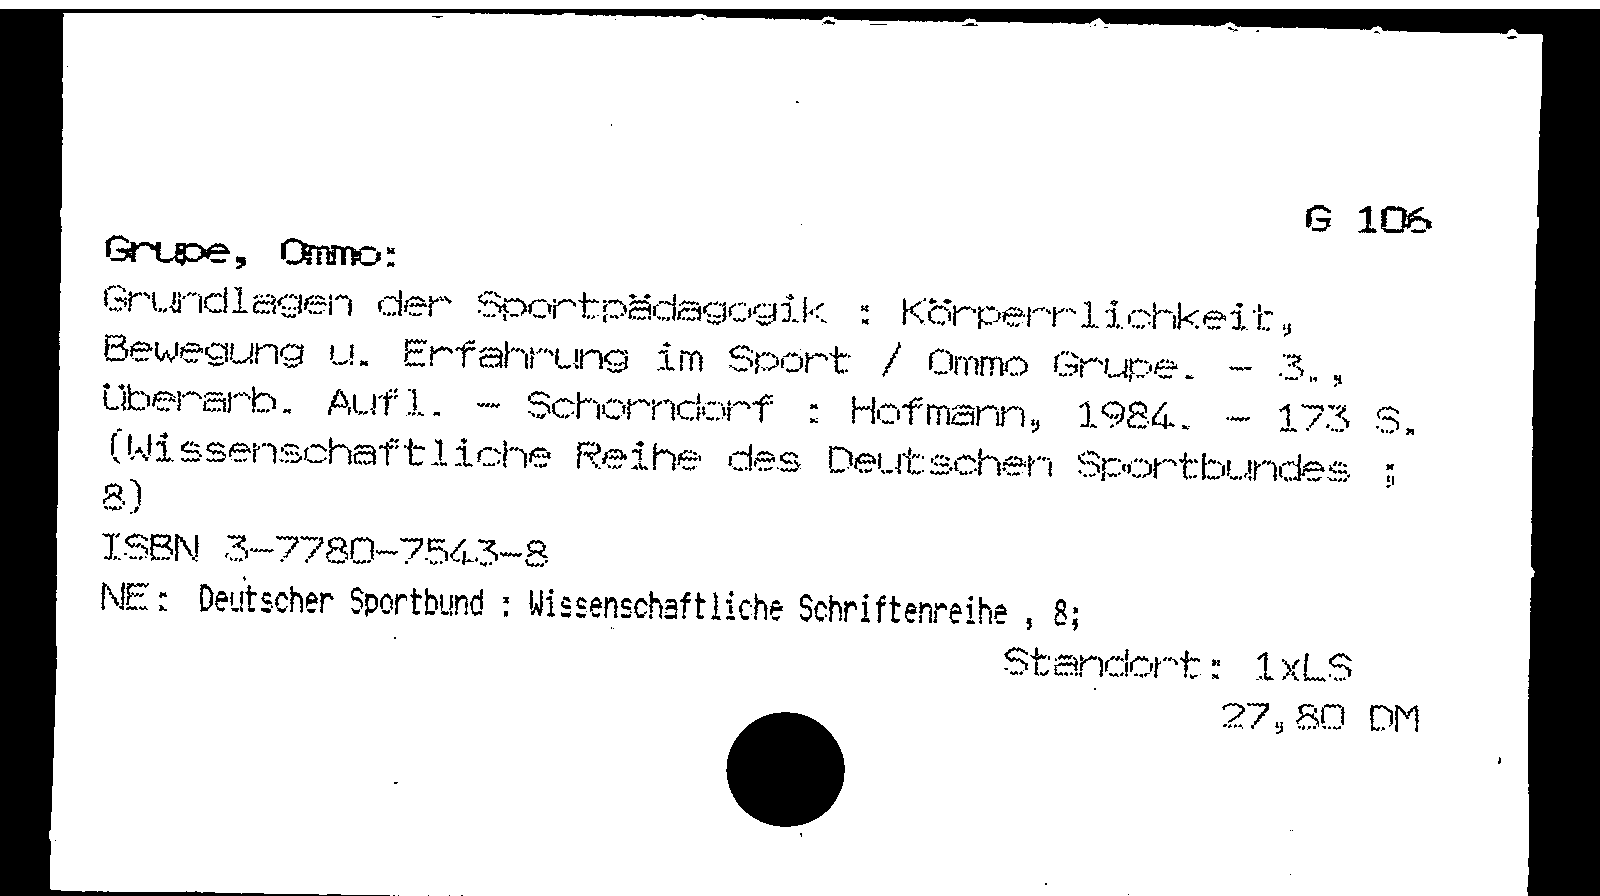 G 106
Grupe, Ommo:
Grundlagen der Sportpädagogik : Körperrlichkeit,
Bewegung u. Erfahrung im Sport / Ommo Grupe. - 3.,
überarb. Aufl. - Schorndorf : Hofmann, 1984. - 173 S.
(Wissenschaftliche Reihe des Deutschen Sportbundes ;
8)
ISBN 3-7780-7543-8
NE: Deutscher Sportbund : Wissenschaftliche Schriftenreihe , 8;
Standort: 1xLS
27,80 DM